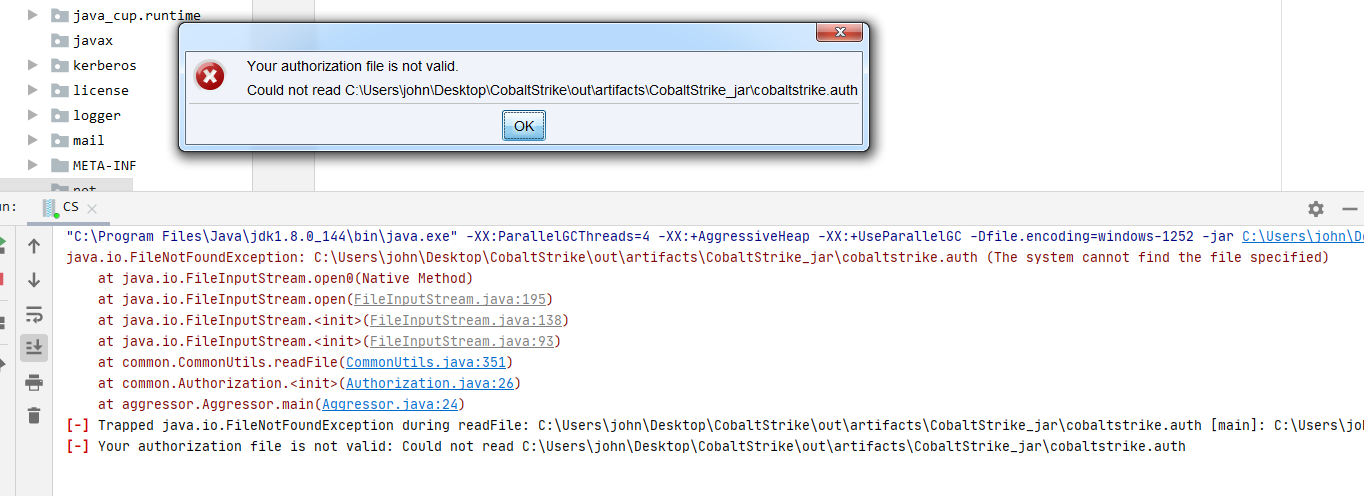 java_cup.runtime
javax
kerberos
license
logger
mail
META-INF
Your authorization file is not valid.
Could not read C:\Users\john\Desktop\CobaltStrike\out\artifacts\CobaltStrike_jar\cobaltstrike.auth
OK
CS
"C:\Program Files\Java\jdk1.8.0_144\bin\java.exe" -XX:ParallelGCThreads=4 -XX:+AggressiveHeap -XX:+UseParallelGC -Dfile.encoding=windows-1252 -jar C:\Users\john\De
java.io.FileNotFoundException: C:\Users\john\Desktop\CobaltStrike\out\artifacts\CobaltStrike_jar\cobaltstrike.auth (The system cannot find the file specified)
at java.io.FileInputStream.open0(Native Method)
at java.io.FileInputStream.open(FileInputStream.java:195)
at java.io.FileInputStream.<init>(FileInputStream.java:138)
at java.io.FileInputStream.<init>(FileInputStream.java:93)
at common.CommonUtils.readFile(CommonUtils.java:351)
at common.Authorization.<init>(Authorization.java:26)
at aggressor.Aggressor.main(Aggressor.java:24)
[-] Trapped java.io.FileNotFoundException during readFile: C:\Users\john\Desktop\CobaltStrike\out\artifacts\CobaltStrike_jar\cobaltstrike.auth [main]: C:\Users\jo
[-] Your authorization file is not valid: Could not read C:\Users\john\Desktop\CobaltStrike\out\artifacts\CobaltStrike_jar\cobaltstrike.auth